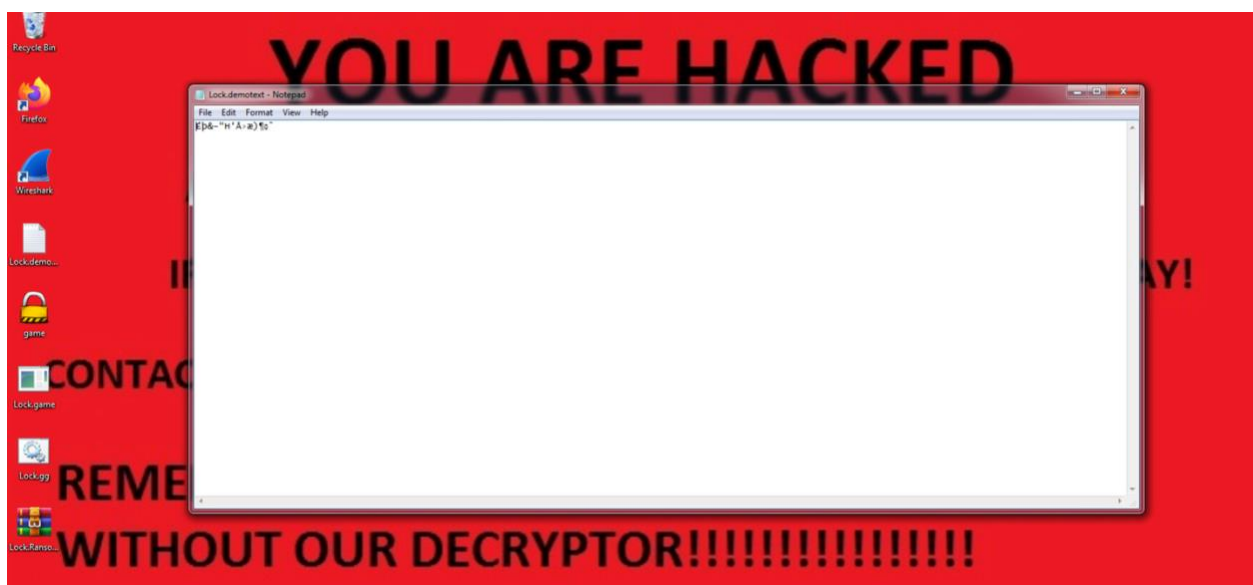 Recycle Bin
YOU ARE HACKED
Lock.demotext - Notepad
File Edit Format View Help
Firefox
Wireshark
Lock.demo...
AY!
game
CONTAC
Lock.game
Lock.gg
REME
Lock.Ranso...
WITHOUT OUR DECRYPTOR!!!!!!!!!!!!!!!!